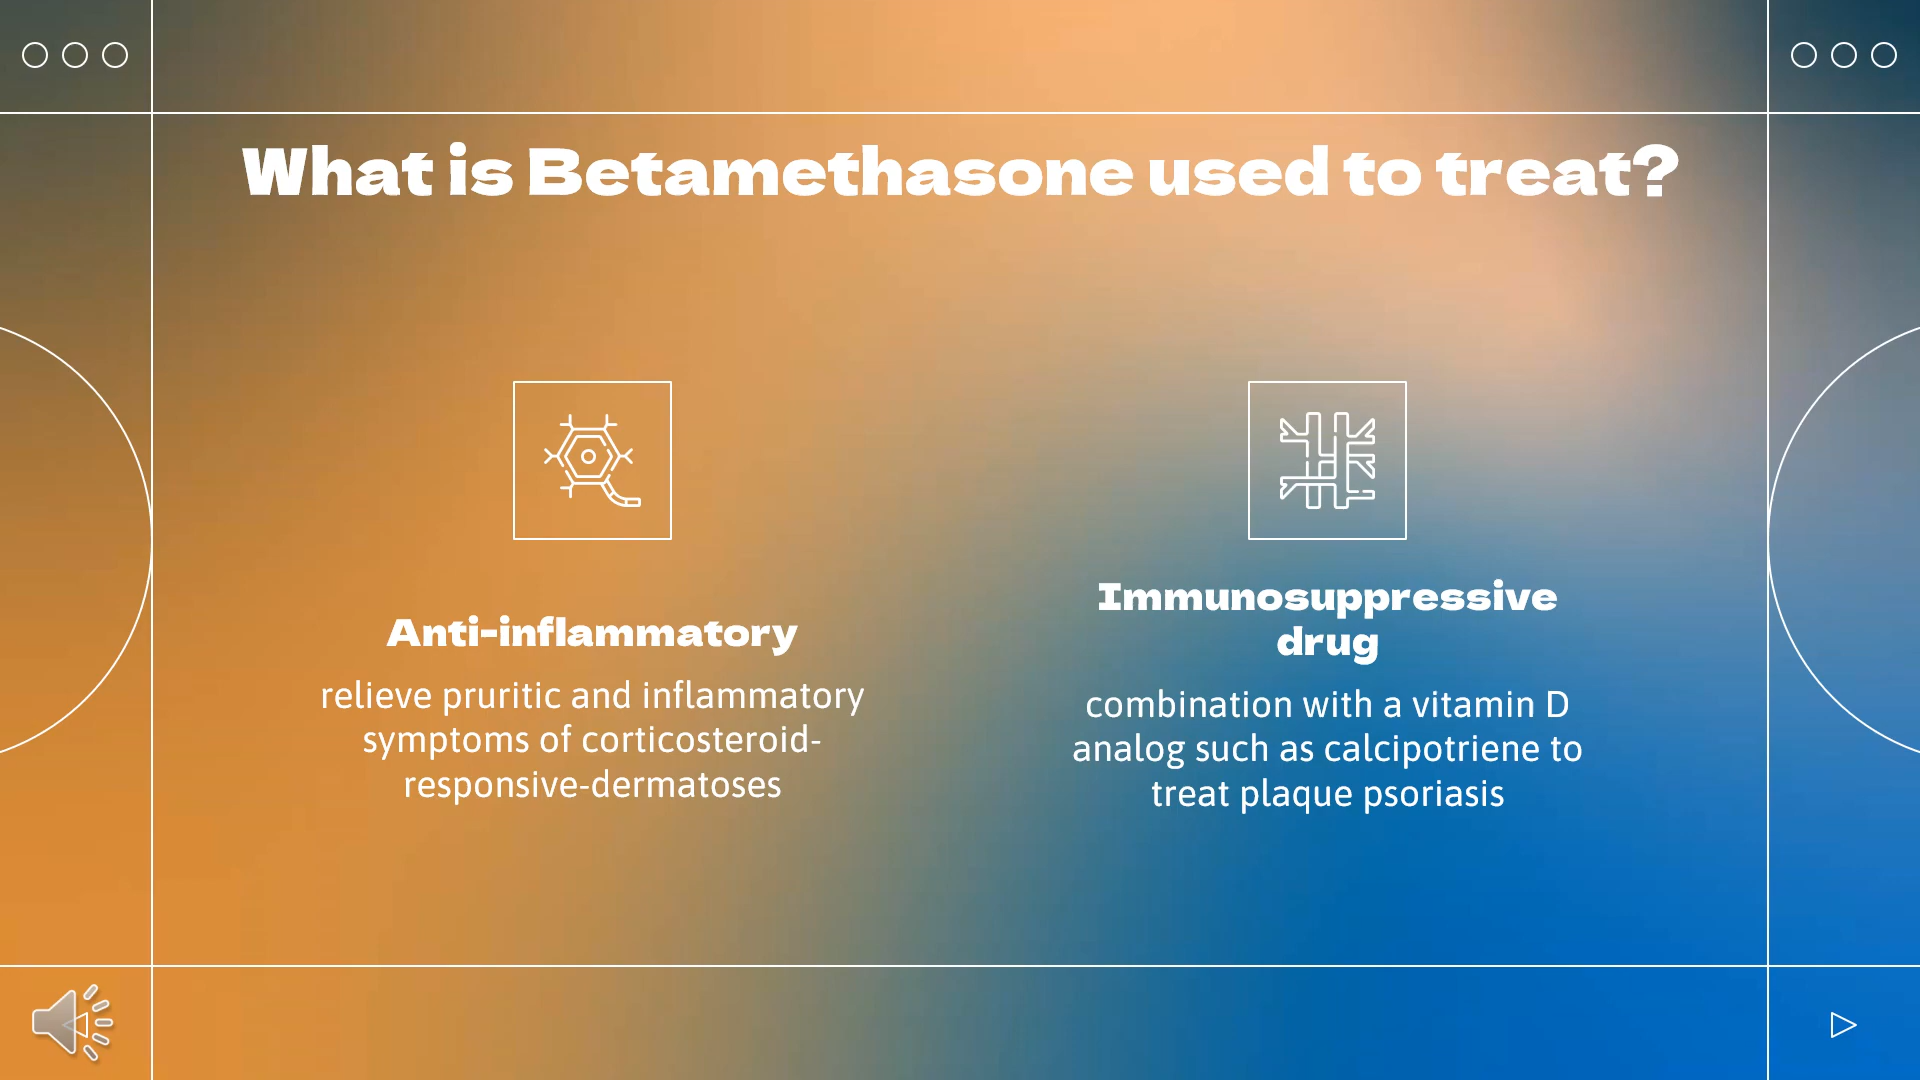 What is Betamethasone used to treat?
Anti-inflammatory
relieve pruritic and inflammatory
symptoms of corticosteroid-
responsive-dermatoses
Immunosuppressive
drug
combination with a vitamin D
analog such as calcipotriene to
treat plaque psoriasis